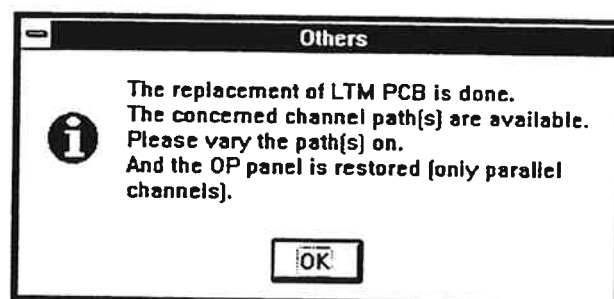 Others
The replacement of LTM PCB is done.
The concerned channel path(s) are available.
Please vary the path(s) on.
And the OP panel is restored (only parallel
channels).
OK